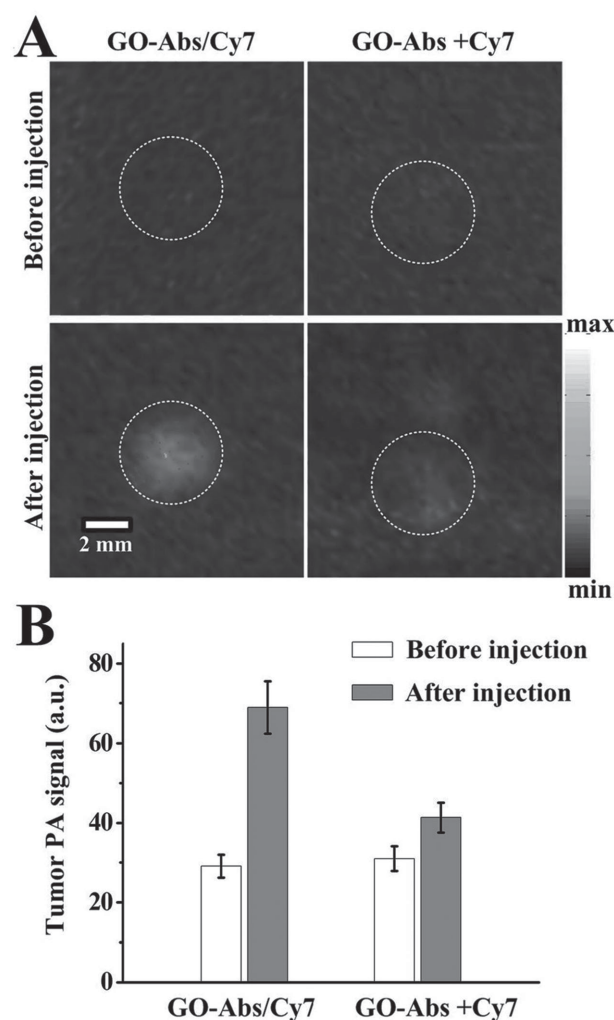 A
GO-Abs/Cy7
GO-Abs +Cy7
Before injection
After injection
max
min
2 mm
B
Before injection
After injection
Tumor PA signal (a.u.)
80
60
40
20
0
GO-Abs/Cy7
GO-Abs +Cy7